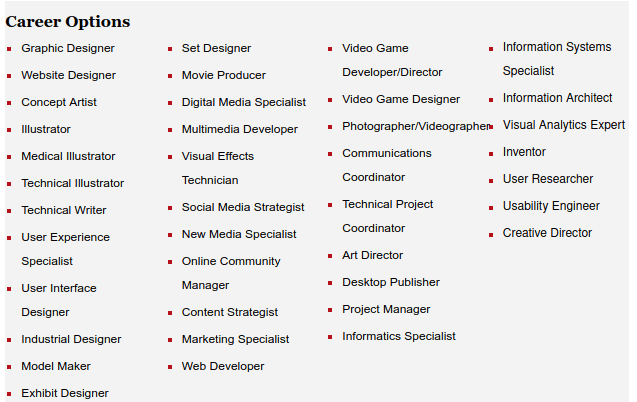 Career Options
Graphic Designer
Website Designer
Concept Artist
Illustrator
Medical Illustrator
Technical Illustrator
Technical Writer
User Experience
Specialist
User Interface
Designer
Industrial Designer
Model Maker
Exhibit Designer
Set Designer
Movie Producer
Digital Media Specialist
Multimedia Developer
Visual Effects
Technician
Social Media Strategist
New Media Specialist
Online Community
Manager
Content Strategist
Marketing Specialist
Web Developer
Video Game
Developer/Director
Video Game Designer
Photographer/Videographer
Communications
Coordinator
Technical Project
Coordinator
Art Director
Desktop Publisher
Project Manager
Informatics Specialist
Information Systems
Specialist
Information Architect
Visual Analytics Expert
Inventor
User Researcher
Usability Engineer
Creative Director